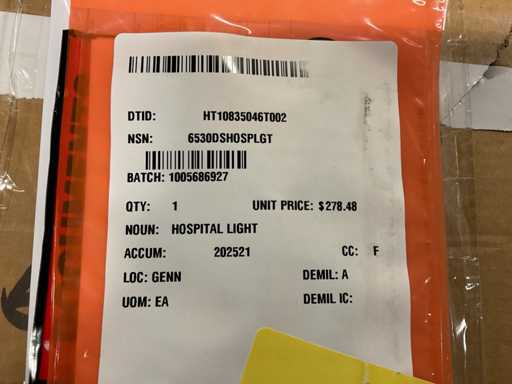 DTID: HT10835046T002
NSN: 6530DSHOSPLGT
BATCH: 1005686927
QTY: 1 UNIT PRICE: $278.48
NOUN: HOSPITAL LIGHT
ACCUM: 202521 CC: F
LOC: GENN DEMIL: A
UOM: EA DEMIL IC: